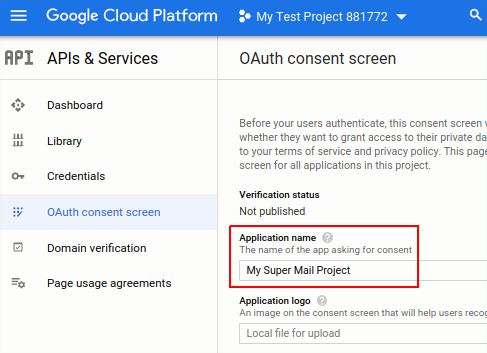 Google Cloud Platform
My Test Project 881772
API
APIs & Services
OAuth consent screen
Dashboard
Library
Credentials
OAuth consent screen
Domain verification
Page usage agreements
Before your users authenticate, this consent screen
whether they want to grant access to their private da
to your terms of service and privacy policy. This page
screen for all applications in this project.
Verification status
Not published
Application name ?
The name of the app asking for consent
My Super Mail Project
Application logo ?
An image on the consent screen that will help users recog
Local file for upload